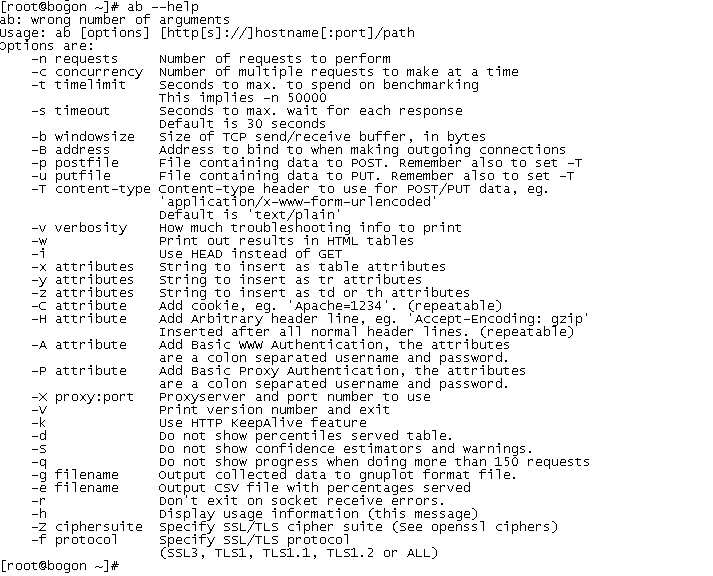 [root@bogon ~]# ab --help
ab: wrong number of arguments
Usage: ab [options] [http[s]://]hostname[:port]/path
Options are:
    -n requests     Number of requests to perform
    -c concurrency  Number of multiple requests to make at a time
    -t timelimit    Seconds to max. to spend on benchmarking
                    This implies -n 50000
    -s timeout      Seconds to max. wait for each response
                    Default is 30 seconds
    -b windowsize   Size of TCP send/receive buffer, in bytes
    -B address      Address to bind to when making outgoing connections
    -p postfile     File containing data to POST. Remember also to set -T
    -u putfile      File containing data to PUT. Remember also to set -T
    -T content-type Content-type header to use for POST/PUT data, eg.
                    'application/x-www-form-urlencoded'
                    Default is 'text/plain'
    -v verbosity    How much troubleshooting info to print
    -w              Print out results in HTML tables
    -i              Use HEAD instead of GET
    -x attributes   String to insert as table attributes
    -y attributes   String to insert as tr attributes
    -z attributes   String to insert as td or th attributes
    -C attribute    Add cookie, eg. 'Apache=1234'. (repeatable)
    -H attribute    Add Arbitrary header line, eg. 'Accept-Encoding: gzip'
                    Inserted after all normal header lines. (repeatable)
    -A attribute    Add Basic WWW Authentication, the attributes
                    are a colon separated username and password.
    -P attribute    Add Basic Proxy Authentication, the attributes
                    are a colon separated username and password.
    -X proxy:port   Proxyserver and port number to use
    -V              Print version number and exit
    -k              Use HTTP KeepAlive feature
    -d              Do not show percentiles served table.
    -S              Do not show confidence estimators and warnings.
    -q              Do not show progress when doing more than 150 requests
    -g filename     Output collected data to gnuplot format file.
    -e filename     Output CSV file with percentages served
    -r              Don't exit on socket receive errors.
    -h              Display usage information (this message)
    -Z ciphersuite  Specify SSL/TLS cipher suite (See openssl ciphers)
    -f protocol     Specify SSL/TLS protocol
                    (SSL3, TLS1, TLS1.1, TLS1.2 or ALL)
[root@bogon ~]#